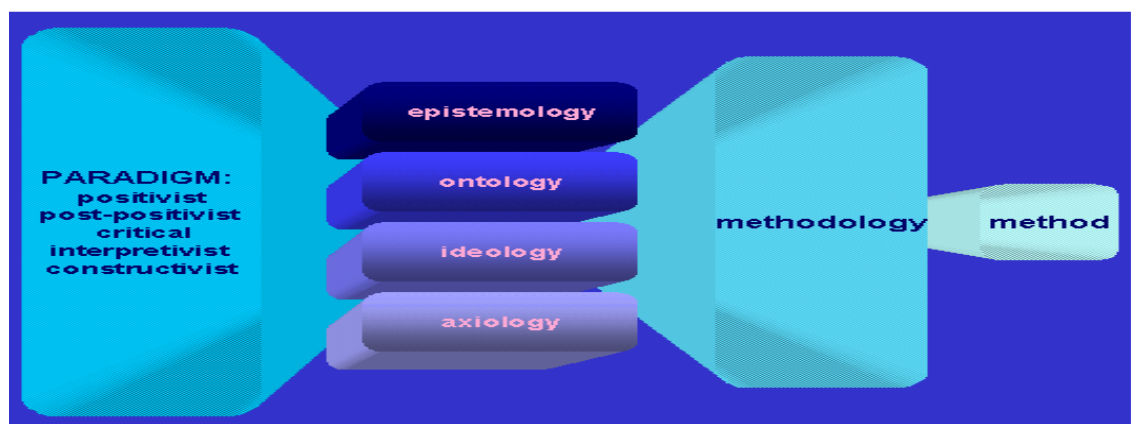 PARADIGM:
positivist
post-positivist
critical
interpretivist
constructivist
epistemology
ontology
ideology
axiology
methodology
method